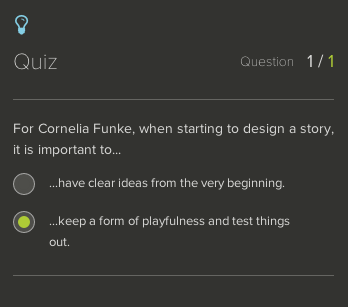 Quiz
Question 1 / 1
For Cornelia Funke, when starting to design a story,
it is important to...
...have clear ideas from the very beginning.
...keep a form of playfulness and test things
out.